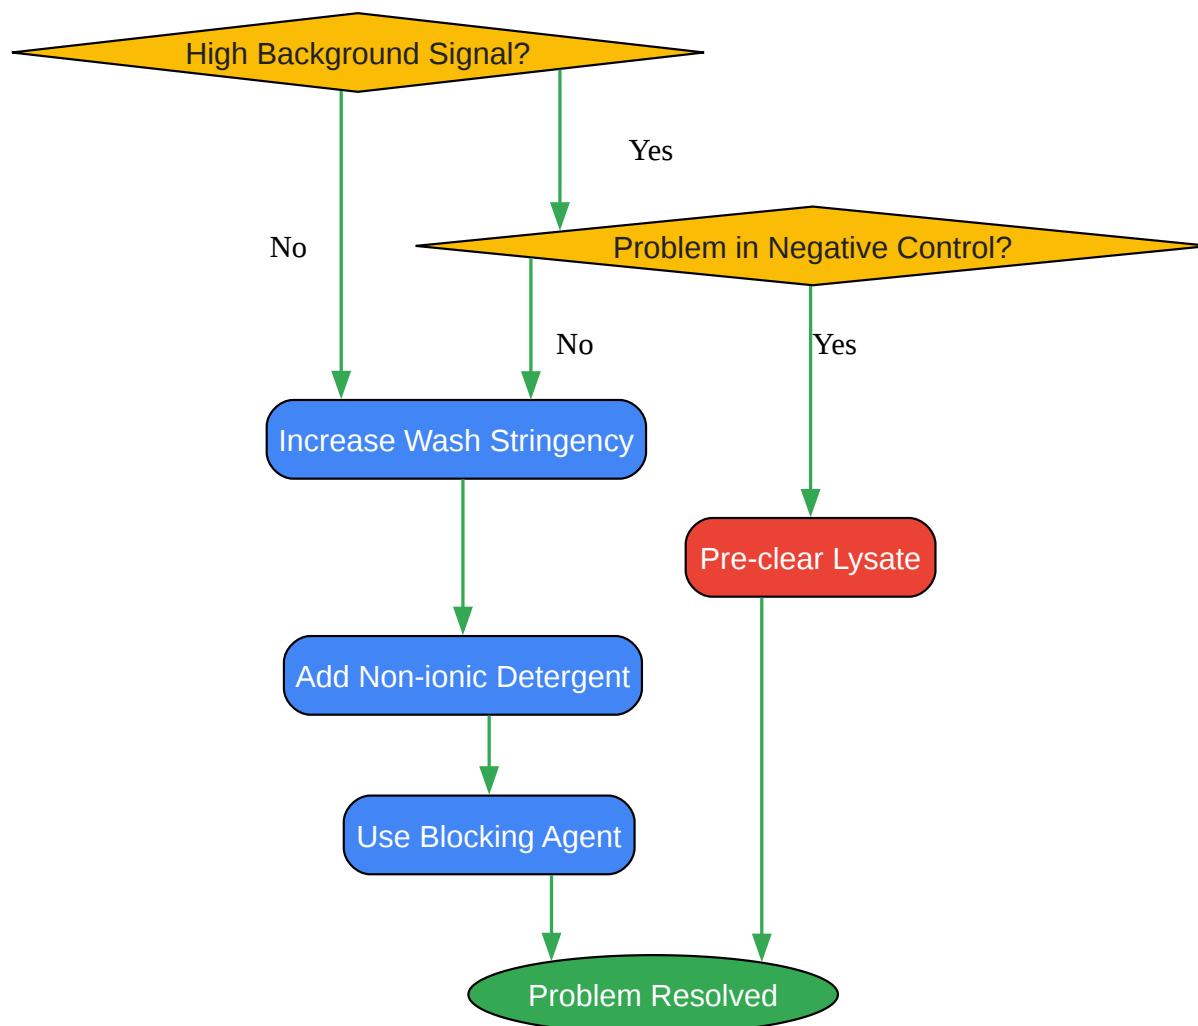 High Background Signal?
Yes
No
Problem in Negative Control?
No
Yes
Increase Wash Stringency
Pre-clear Lysate
Add Non-ionic Detergent
Use Blocking Agent
Problem Resolved